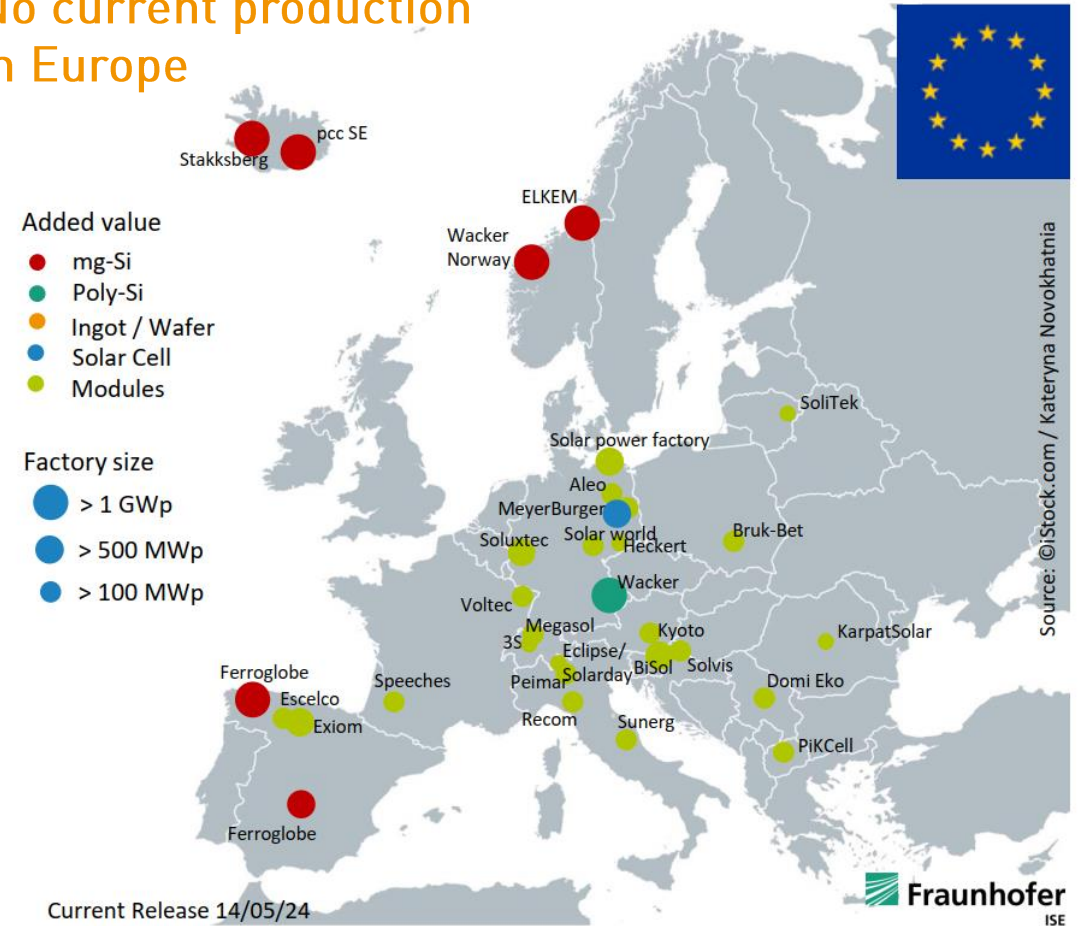 No current production
n Europe
pcc SE
Stakksberg
ELKEM
Wacker
Norway
Added value
mg-Si
Poly-Si
Ingot / Wafer
Solar Cell
Modules
Factory size
> 1 GWp
> 500 MWp
> 100 MWp
SoliTek
Solar power factory
Aleo
MeyerBurger
Solar world
Heckert
Bruk-Bet
Soluxtec
Wacker
Voltec
Megasol
3S
Kyoto
KarpatSolar
Eclipse/
Solarday
BiSol
Solvis
Peimar
Domi Eko
Ferroglobe
Escelco
Exiom
Speeches
Recom
Sunerg
PiKCell
Ferroglobe
Source: ©iStock.com / Kateryna Novokhatnia
Current Release 14/05/24
Fraunhofer
ISE